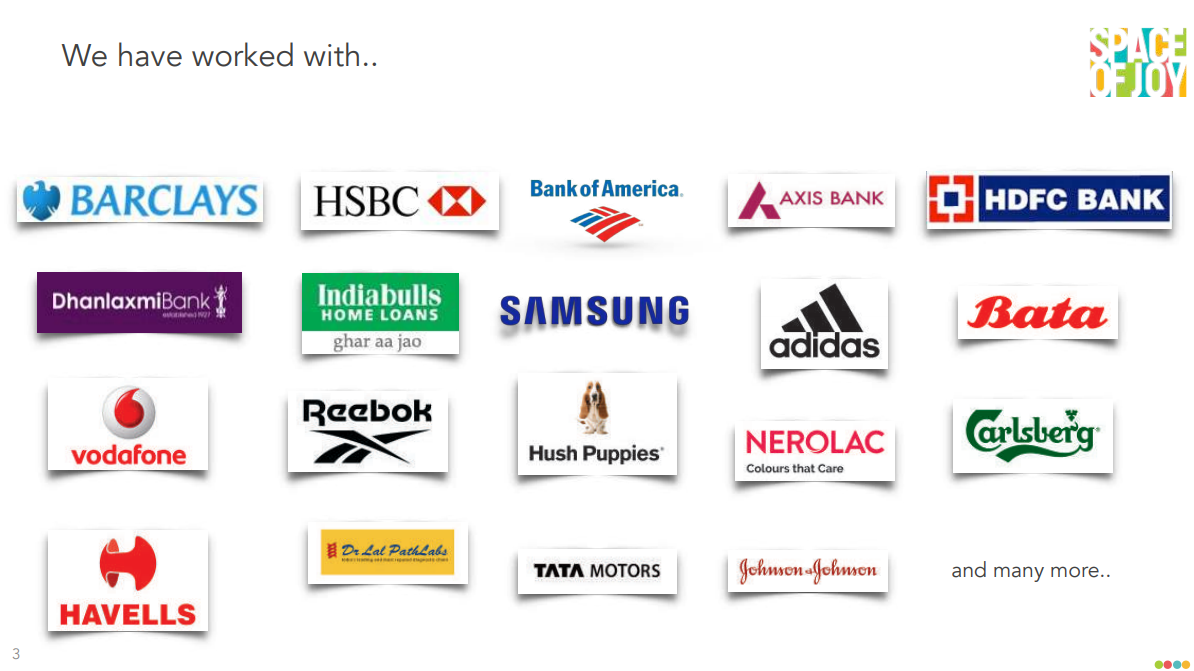 We have worked with..
SPACE
OF JOY
BARCLAYS
HSBC
Bank of America
AXIS BANK
HDFC BANK
DhanlaxmiBank
established 1927
Indiabulls
HOME LOANS
ghar aa jao
SAMSUNG
adidas
Bata
vodafone
Reebok
Hush Puppies
NEROLAC
Colours that Care
Carlsberg
HAVELLS
Dr Lal PathLabs
TATA MOTORS
Johnson & Johnson
and many more..
3